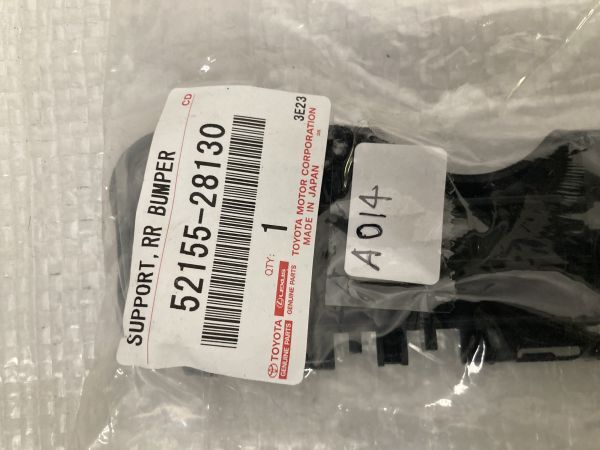 CD
SUPPORT, RR BUMPER
52155-28130
QTY: 1
3E23
TOYOTA GENUINE PARTS
LEXUS GENUINE PARTS
TOYOTA MOTOR CORPORATION
MADE IN JAPAN
A014